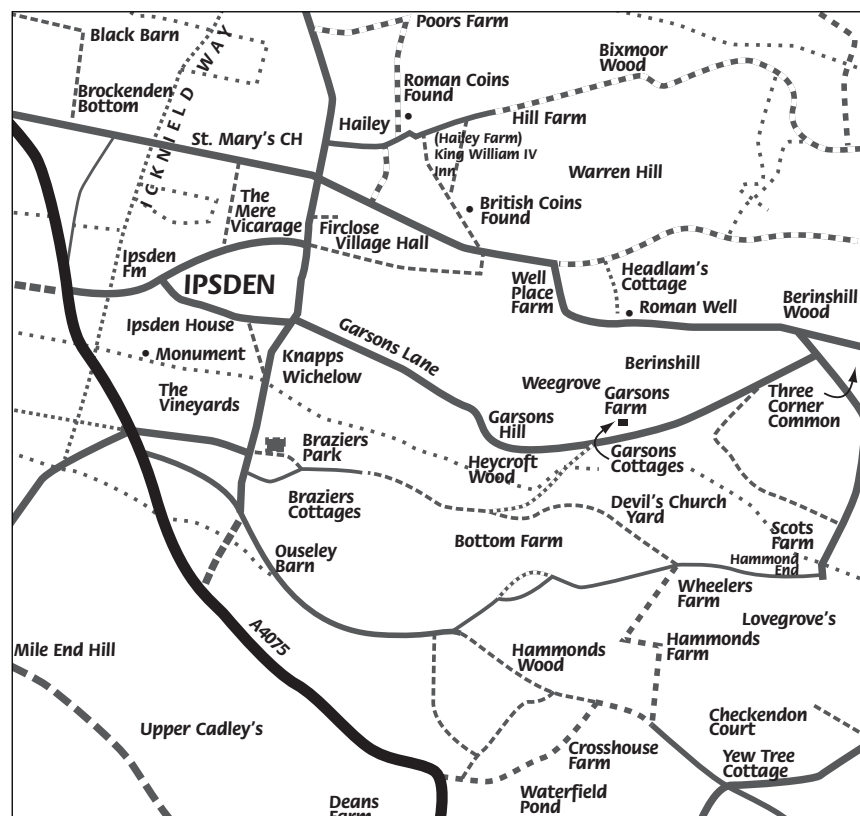 Poors Farm
Black Barn
Bixmoor
Wood
Roman Coins
Found
Brockenden
Bottom
ICKNIELD WAY
Hailey
Hill Farm
St. Mary's CH
(Hailey Farm)
King William IV
Inn
Warren Hill
The
Mere
Vicarage
British Coins
Found
Firclose
Village Hall
Ipsden
Fm
IPSDEN
Well
Place
Farm
Headlam's
Cottage
Roman Well
Berinshill
Wood
Ipsden House
Monument
Garsons Lane
Knapps
Wichelow
Berinshill
Weegrove
The
Vineyards
Garsons
Farm
Three
Corner
Common
Garsons
Hill
Braziers
Park
Garsons
Cottages
Heycroft
Wood
Braziers
Cottages
Devil's Church
Yard
Scots
Farm
Bottom Farm
Ouseley
Barn
Hammond
End
Wheelers
Farm
Lovegrove's
A4075
Mile End Hill
Hammonds
Wood
Hammonds
Farm
Upper Cadley's
Checkendon
Court
Crosshouse
Farm
Yew Tree
Cottage
Waterfield
Pond
Deans
Farm